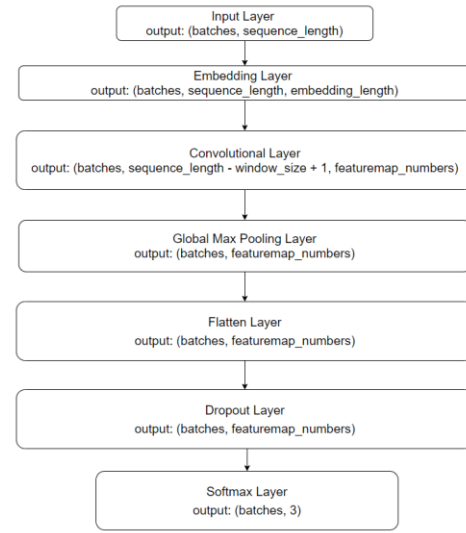 Input Layer
output: (batches, sequence_length)
Embedding Layer
output: (batches, sequence_length, embedding_length)
Convolutional Layer
output: (batches, sequence_length - window_size + 1, featuremap_numbers)
Global Max Pooling Layer
output: (batches, featuremap_numbers)
Flatten Layer
output: (batches, featuremap_numbers)
Dropout Layer
output: (batches, featuremap_numbers)
Softmax Layer
output: (batches, 3)